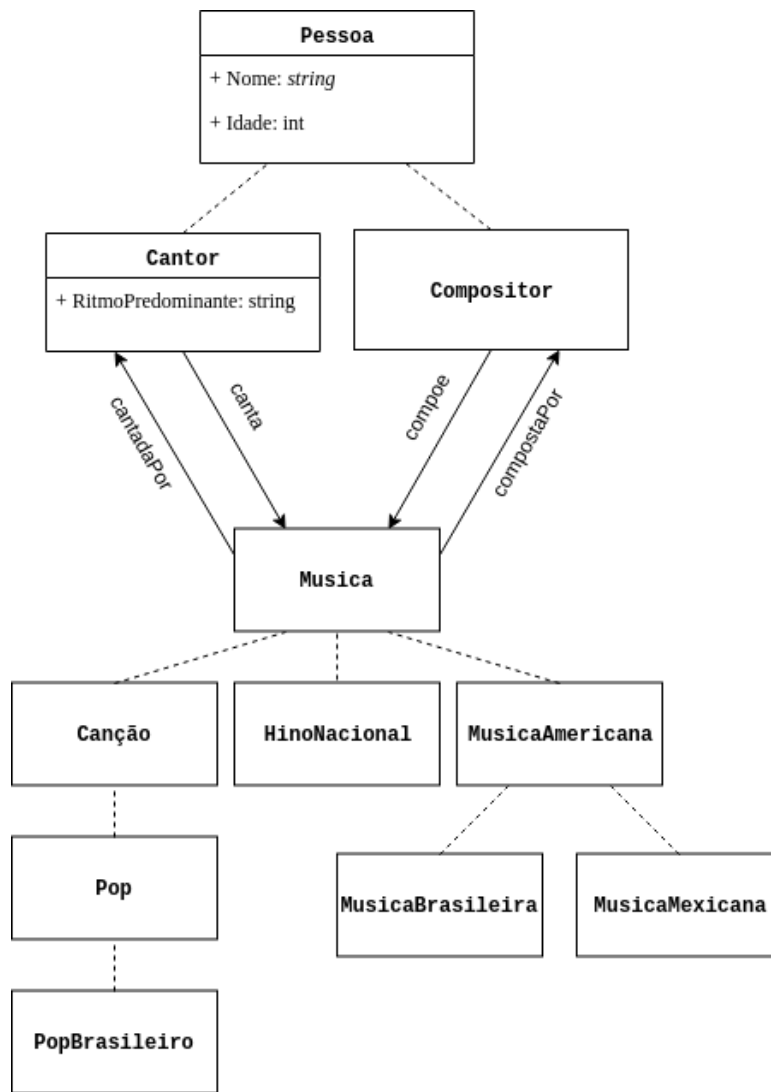 Pessoa
+ Nome: string
+ Idade: int
Cantor
+ RitmoPredominante: string
Compositor
cantadaPor
canta
compoe
compostaPor
Musica
Canção
HinoNacional
MusicaAmericana
Pop
MusicaBrasileira
MusicaMexicana
PopBrasileiro